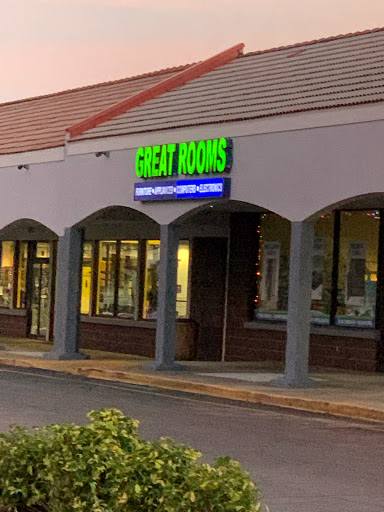 GREAT ROOMS
FURNITURE • APPLIANCES • COMPUTERS • ELECTRONICS